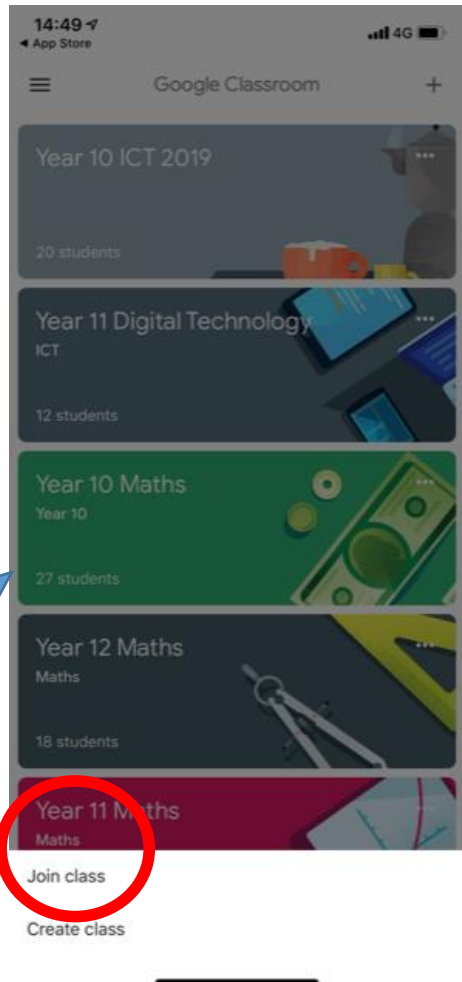 14:49
App Store
4G
Google Classroom
Year 10 ICT 2019
20 students
Year 11 Digital Technology
ICT
12 students
Year 10 Maths
Year 10
27 students
Year 12 Maths
Maths
18 students
Year 11 Maths
Maths
Join class
Create class